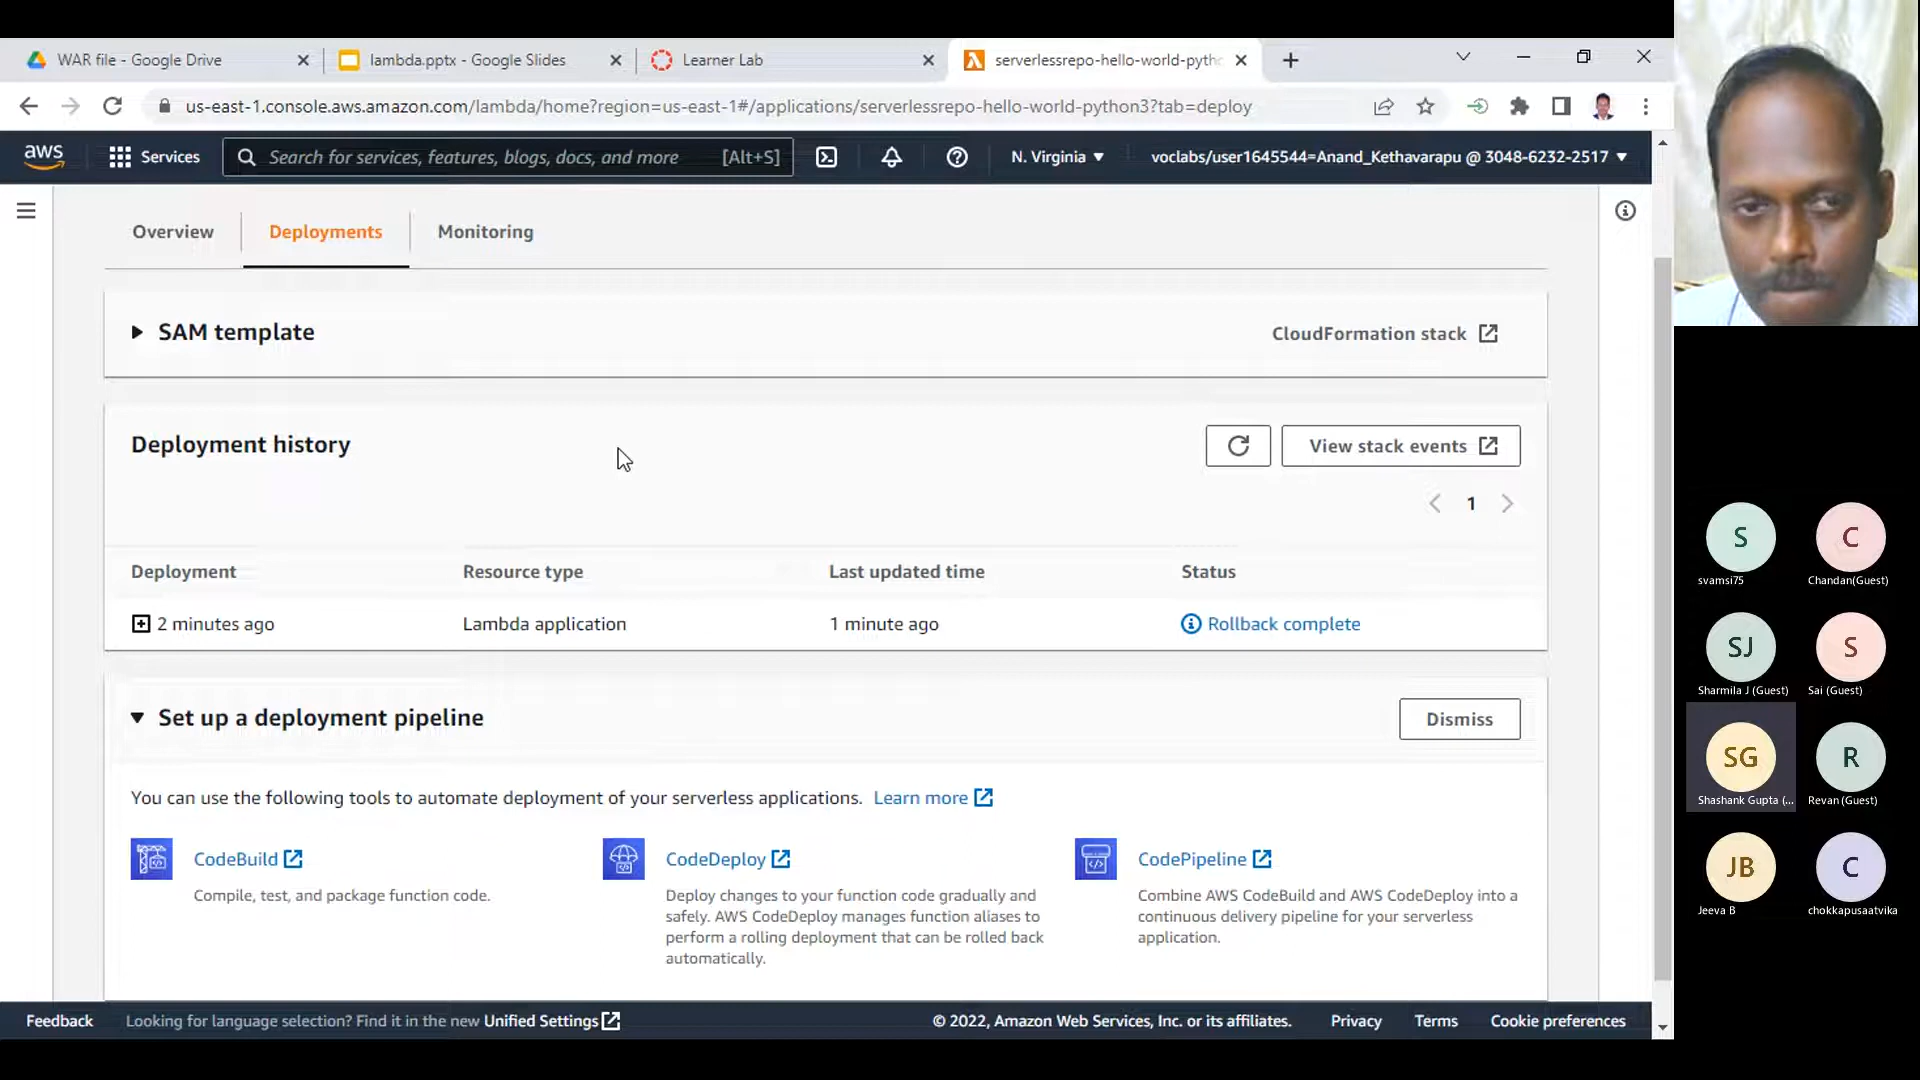 WAR file - Google Drive
lambda.pptx - Google Slides
Learner Lab
serverlessrepo-hello-world-pyth
us-east-1.console.aws.amazon.com/lambda/home?region=us-east-1#/applications/serverlessrepo-hello-world-python3?tab=deploy
aws
Services
Search for services, features, blogs, docs, and more
[Alt+S]
N. Virginia
voclabs/user1645544=Anand_Kethavarapu @ 3048-6232-2517
Overview
Deployments
Monitoring
SAM template
CloudFormation stack
Deployment history
View stack events
1
Deployment
Resource type
Last updated time
Status
2 minutes ago
Lambda application
1 minute ago
Rollback complete
Set up a deployment pipeline
Dismiss
You can use the following tools to automate deployment of your serverless applications. Learn more
CodeBuild
Compile, test, and package function code.
CodeDeploy
Deploy changes to your function code gradually and
safely. AWS CodeDeploy manages function aliases to
perform a rolling deployment that can be rolled back
automatically.
CodePipeline
Combine AWS CodeBuild and AWS CodeDeploy into a
continuous delivery pipeline for your serverless
application.
Feedback
Looking for language selection? Find it in the new Unified Settings
© 2022, Amazon Web Services, Inc. or its affiliates.
Privacy
Terms
Cookie preferences
S
svamsi75
C
Chandan(Guest)
SJ
Sharmila J (Guest)
S
Sai (Guest)
SG
Shashank Gupta (...
R
Revan (Guest)
JB
Jeeva B
C
chokkapusaatvika